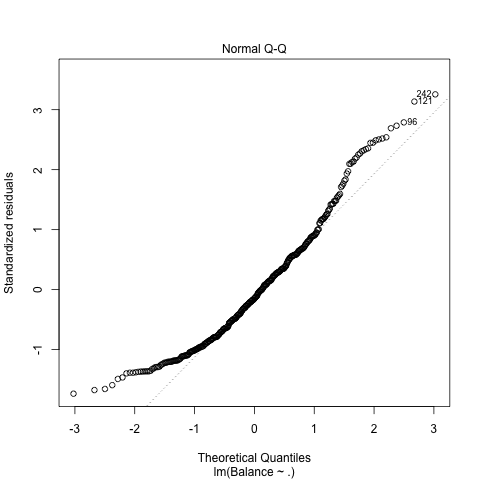 Normal Q-Q
242
121
96
3
2
1
0
-1
Standardized residuals
-3 -2 -1 0 1 2 3
Theoretical Quantiles
lm(Balance ~ .)